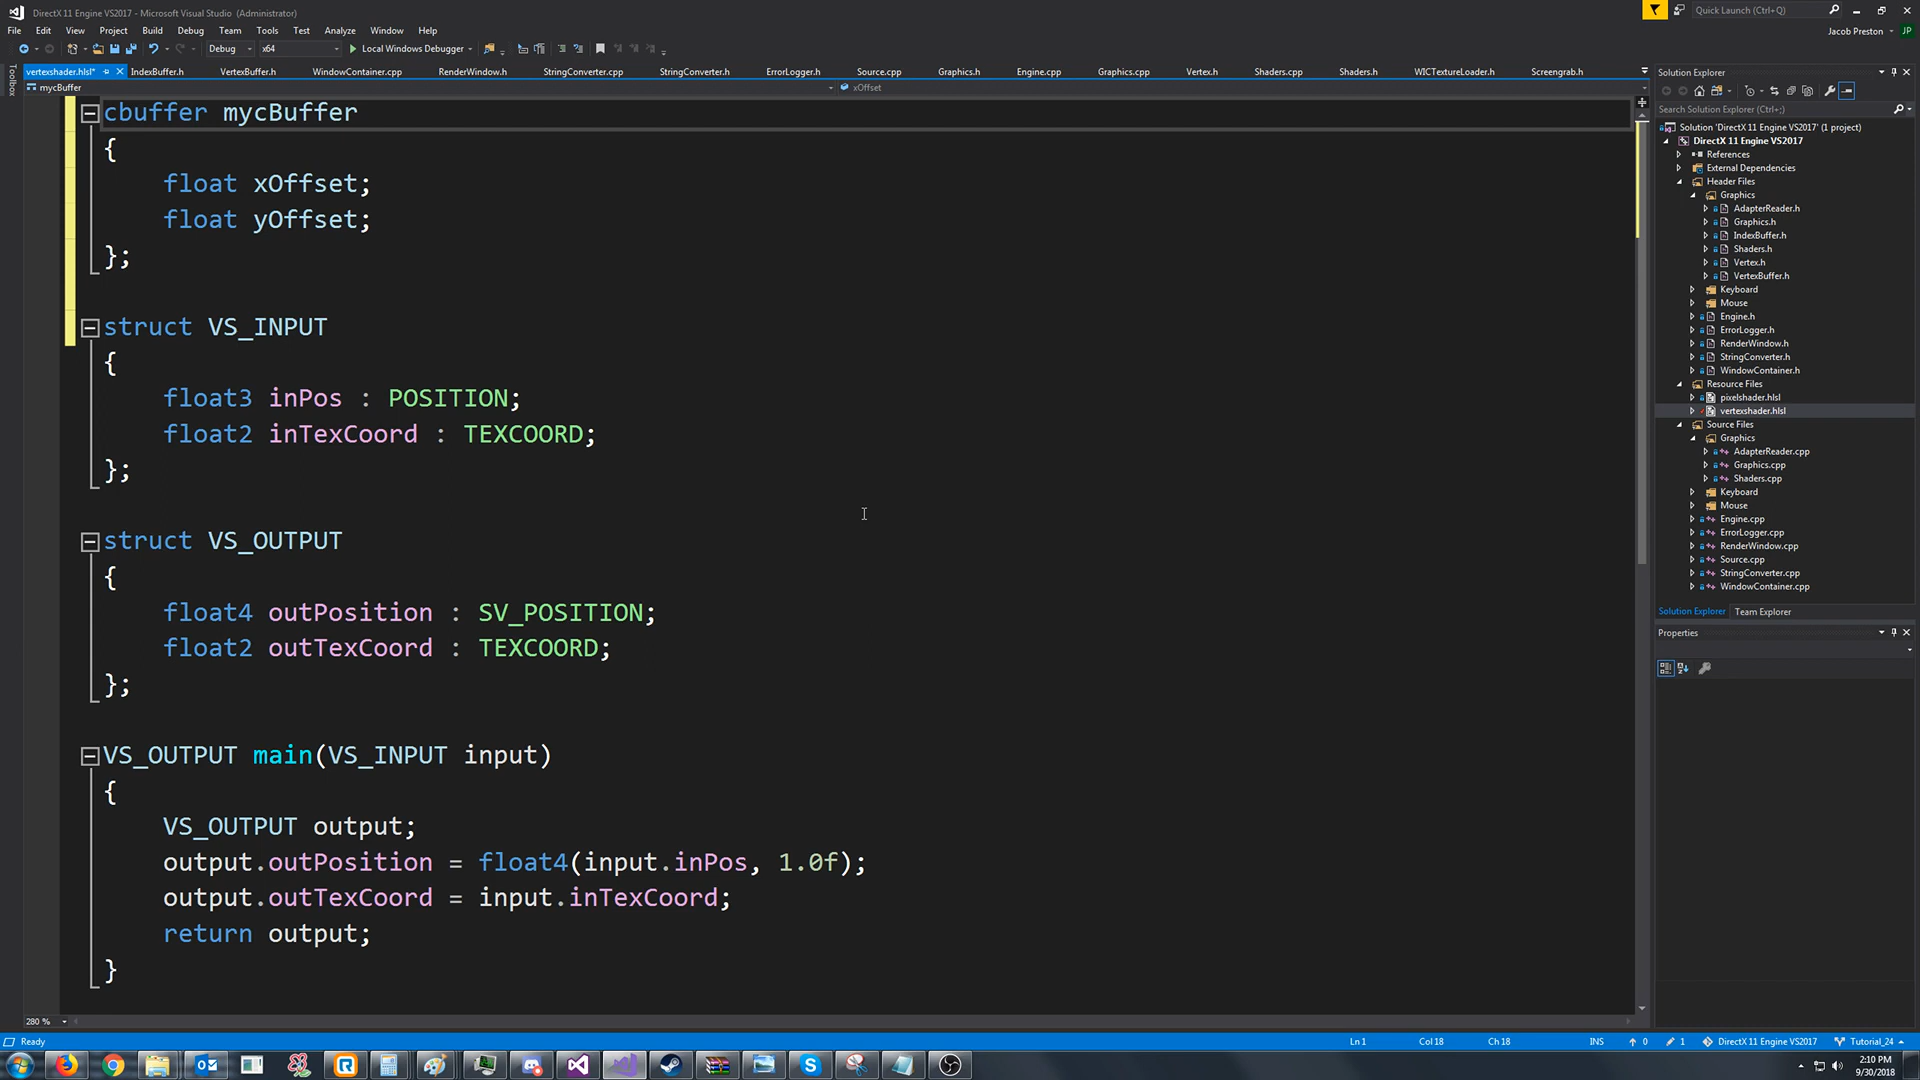 DirectX 11 Engine VS2017 - Microsoft Visual Studio (Administrator)
Quick Launch (Ctrl+Q)
File Edit View Project Build Debug Team Tools Test Analyze Window Help
Jacob Preston JP
Debug x64 Local Windows Debugger
Toolbox
vertexshader.hlsl* IndexBuffer.h VertexBuffer.h WindowContainer.cpp RenderWindow.h StringConverter.cpp StringConverter.h ErrorLogger.h Source.cpp Graphics.h Engine.cpp Graphics.cpp Vertex.h Shaders.cpp Shaders.h WICTextureLoader.h Screengrab.h
mycBuffer xOffset
cbuffer mycBuffer
{
float xOffset;
float yOffset;
};
struct VS_INPUT
{
float3 inPos : POSITION;
float2 inTexCoord : TEXCOORD;
};
struct VS_OUTPUT
{
float4 outPosition : SV_POSITION;
float2 outTexCoord : TEXCOORD;
};
VS_OUTPUT main(VS_INPUT input)
{
VS_OUTPUT output;
output.outPosition = float4(input.inPos, 1.0f);
output.outTexCoord = input.inTexCoord;
return output;
}
280 %
Solution Explorer
Search Solution Explorer (Ctrl+;)
Solution 'DirectX 11 Engine VS2017' (1 project)
DirectX 11 Engine VS2017
References
External Dependencies
Header Files
Graphics
AdapterReader.h
Graphics.h
IndexBuffer.h
Shaders.h
Vertex.h
VertexBuffer.h
Keyboard
Mouse
Engine.h
ErrorLogger.h
RenderWindow.h
StringConverter.h
WindowContainer.h
Resource Files
pixelshader.hlsl
vertexshader.hlsl
Source Files
Graphics
AdapterReader.cpp
Graphics.cpp
Shaders.cpp
Keyboard
Mouse
Engine.cpp
ErrorLogger.cpp
RenderWindow.cpp
Source.cpp
StringConverter.cpp
WindowContainer.cpp
Solution Explorer Team Explorer
Properties
Ready Ln 1 Col 18 Ch 18 INS 0 1 DirectX 11 Engine VS2017 Tutorial_24
2:10 PM
9/30/2018